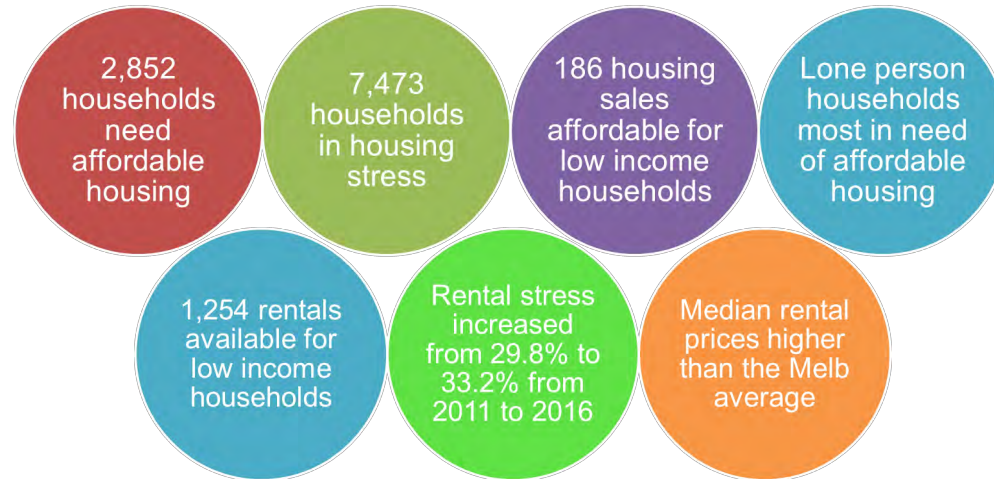 2,852
households
need
affordable
housing
7,473
households
in housing
stress
186 housing
sales
affordable for
low income
households
Lone person
households
most in need
of affordable
housing
1,254 rentals
available for
low income
households
Rental stress
increased
from 29.8% to
33.2% from
2011 to 2016
Median rental
prices higher
than the Melb
average